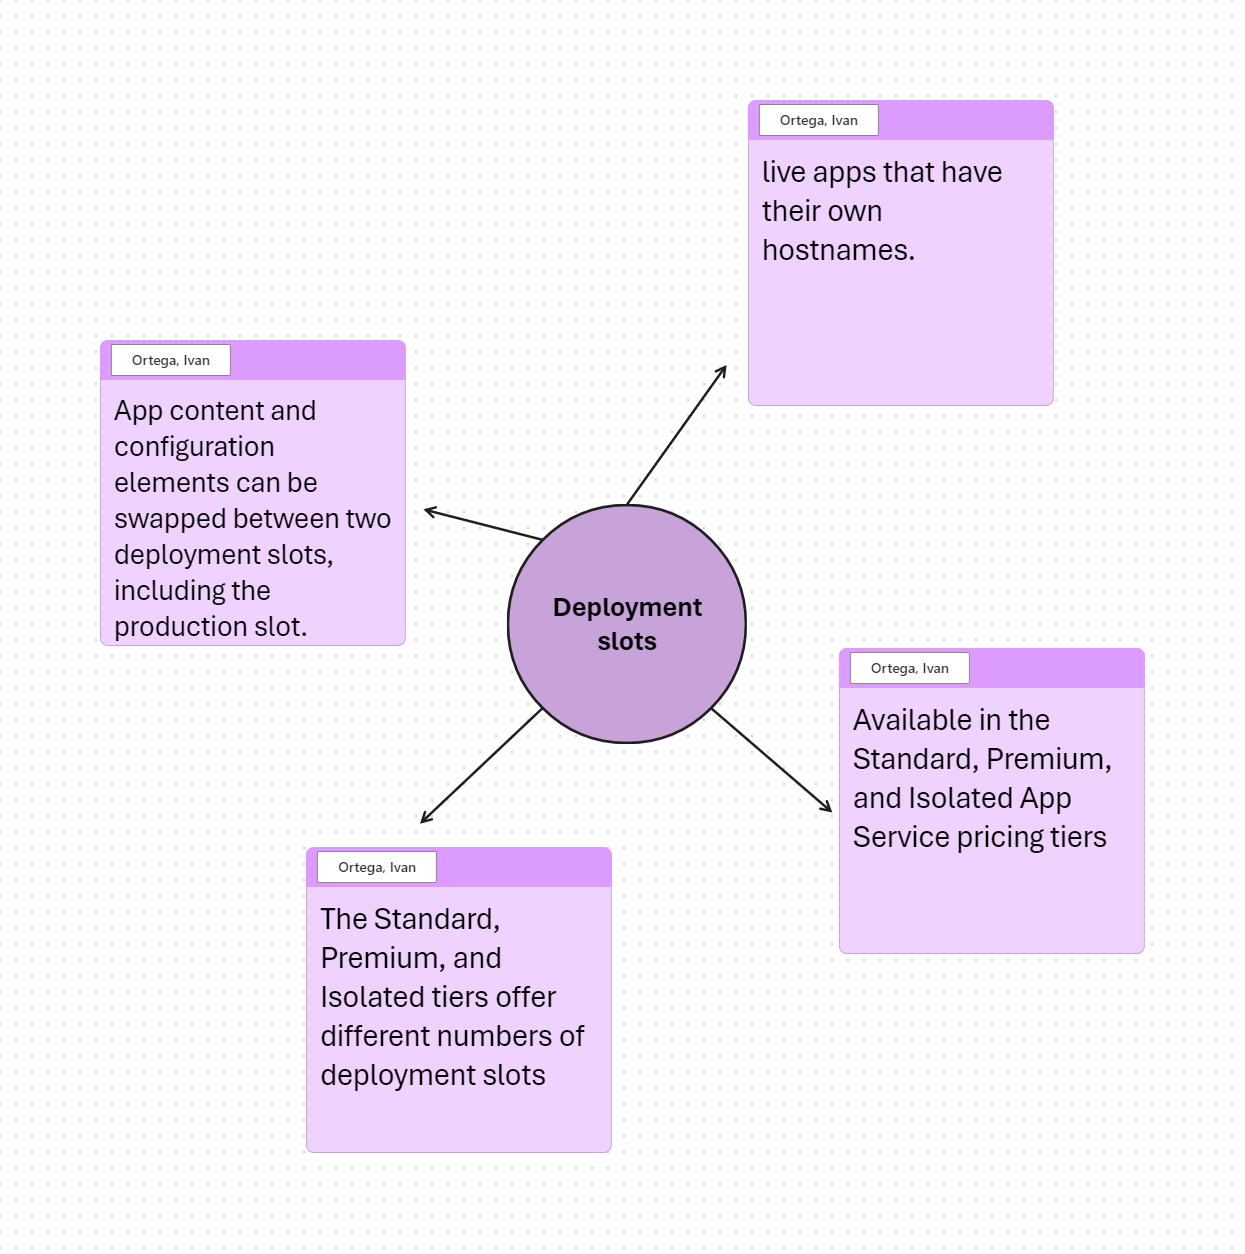 Ortega, Ivan
live apps that have
their own
hostnames.
Ortega, Ivan
App content and
configuration
elements can be
swapped between two
deployment slots,
including the
production slot.
Deployment
slots
Ortega, Ivan
Available in the
Standard, Premium,
and Isolated App
Service pricing tiers
Ortega, Ivan
The Standard,
Premium, and
Isolated tiers offer
different numbers of
deployment slots